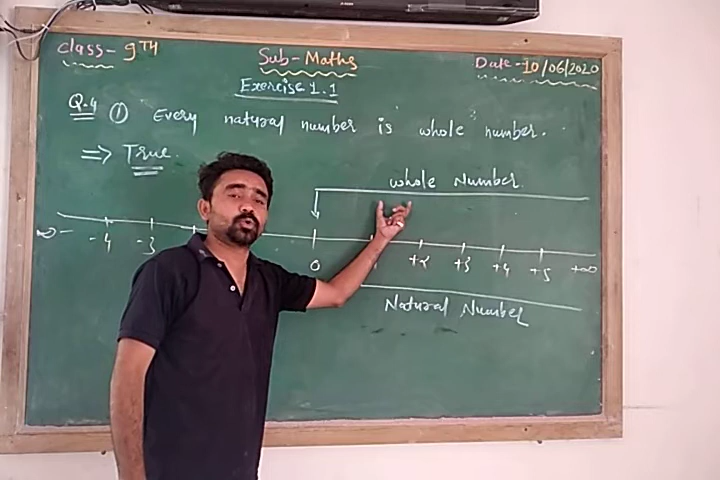 Class- 9TH Sub- Maths Date- 10/06/2020
Exercise 1.1
Q.4 ① Every natural number is whole number.
⇒ True.
whole Number
∞- -4 -3 0 +2 +3 +4 +5 +∞
Natural Number